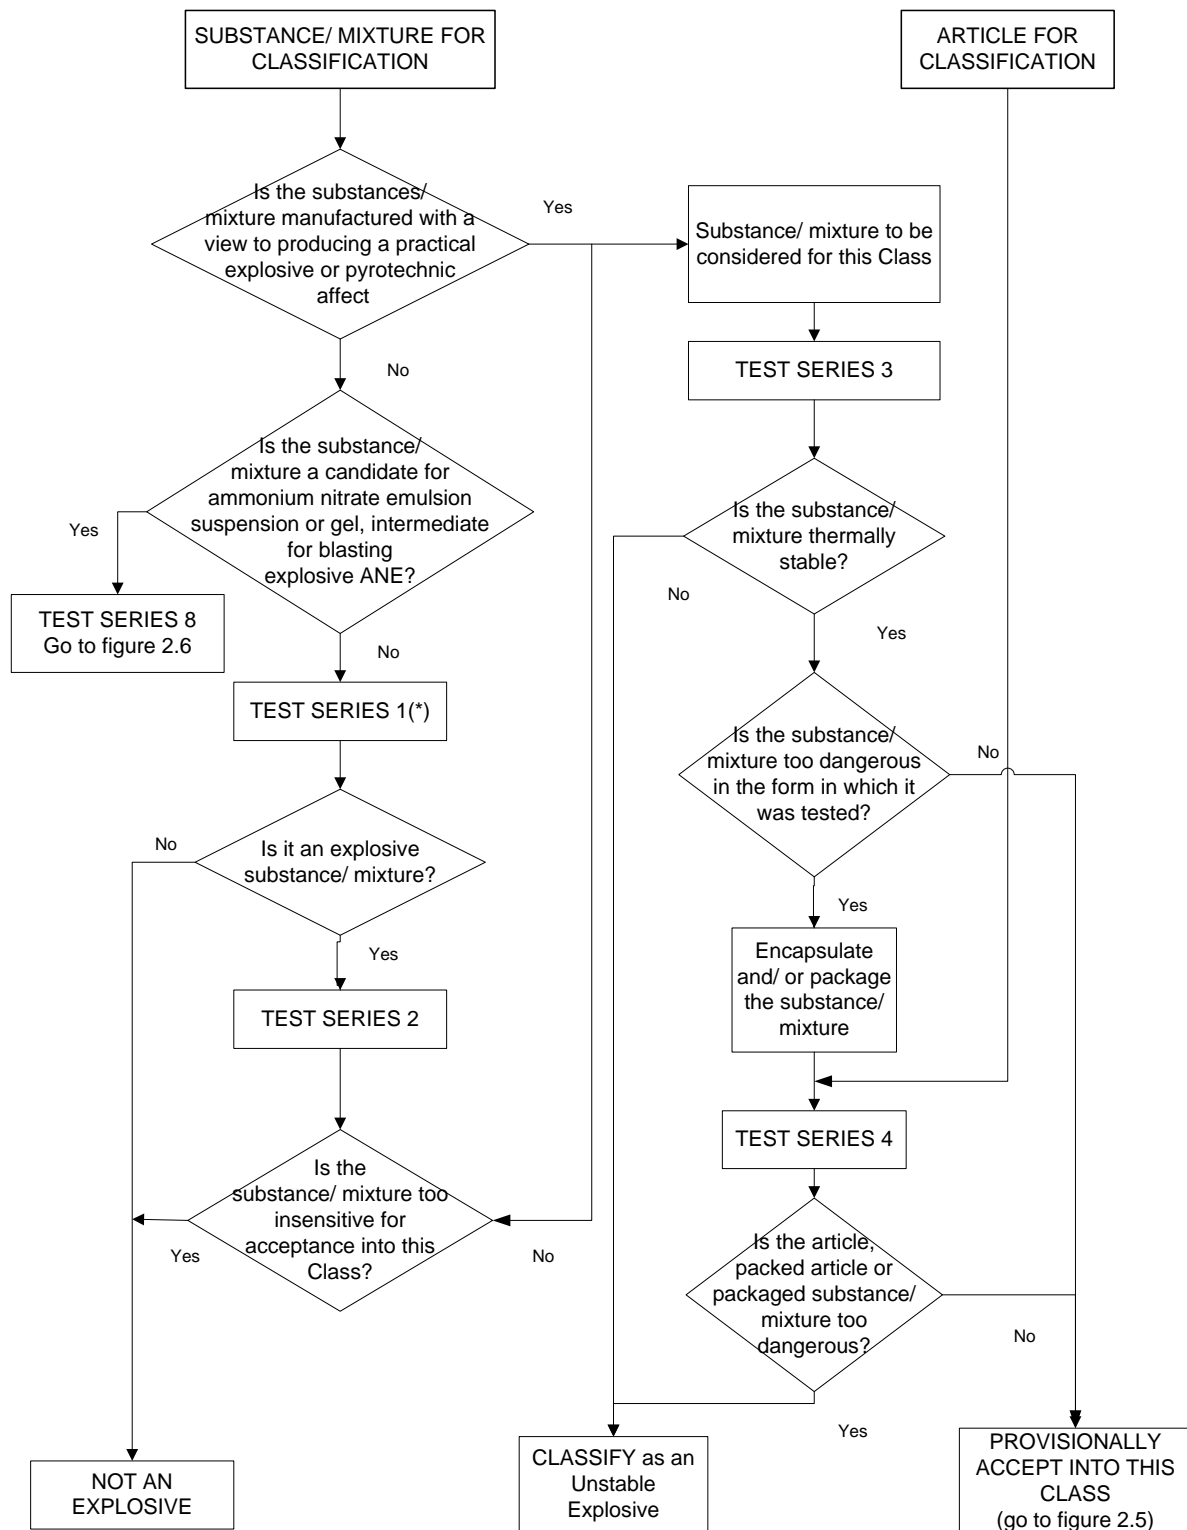 SUBSTANCE/ MIXTURE FOR
CLASSIFICATION
ARTICLE FOR
CLASSIFICATION
Is the substances/
mixture manufactured with a
view to producing a practical
explosive or pyrotechnic
affect
Yes
Substance/ mixture to be
considered for this Class
No
TEST SERIES 3
Is the substance/
mixture a candidate for
ammonium nitrate emulsion
suspension or gel, intermediate
for blasting
explosive ANE?
Yes
Is the substance/
mixture thermally
stable?
No
Yes
TEST SERIES 8
Go to figure 2.6
No
TEST SERIES 1(*)
Is the substance/
mixture too dangerous
in the form in which it
was tested?
No
No
Is it an explosive
substance/ mixture?
Yes
Yes
Encapsulate
and/ or package
the substance/
mixture
TEST SERIES 2
TEST SERIES 4
Is the
substance/ mixture too
insensitive for
acceptance into this
Class?
Yes
No
Is the article,
packed article or
packaged substance/
mixture too
dangerous?
No
Yes
NOT AN
EXPLOSIVE
CLASSIFY as an
Unstable
Explosive
PROVISIONALLY
ACCEPT INTO THIS
CLASS
(go to figure 2.5)